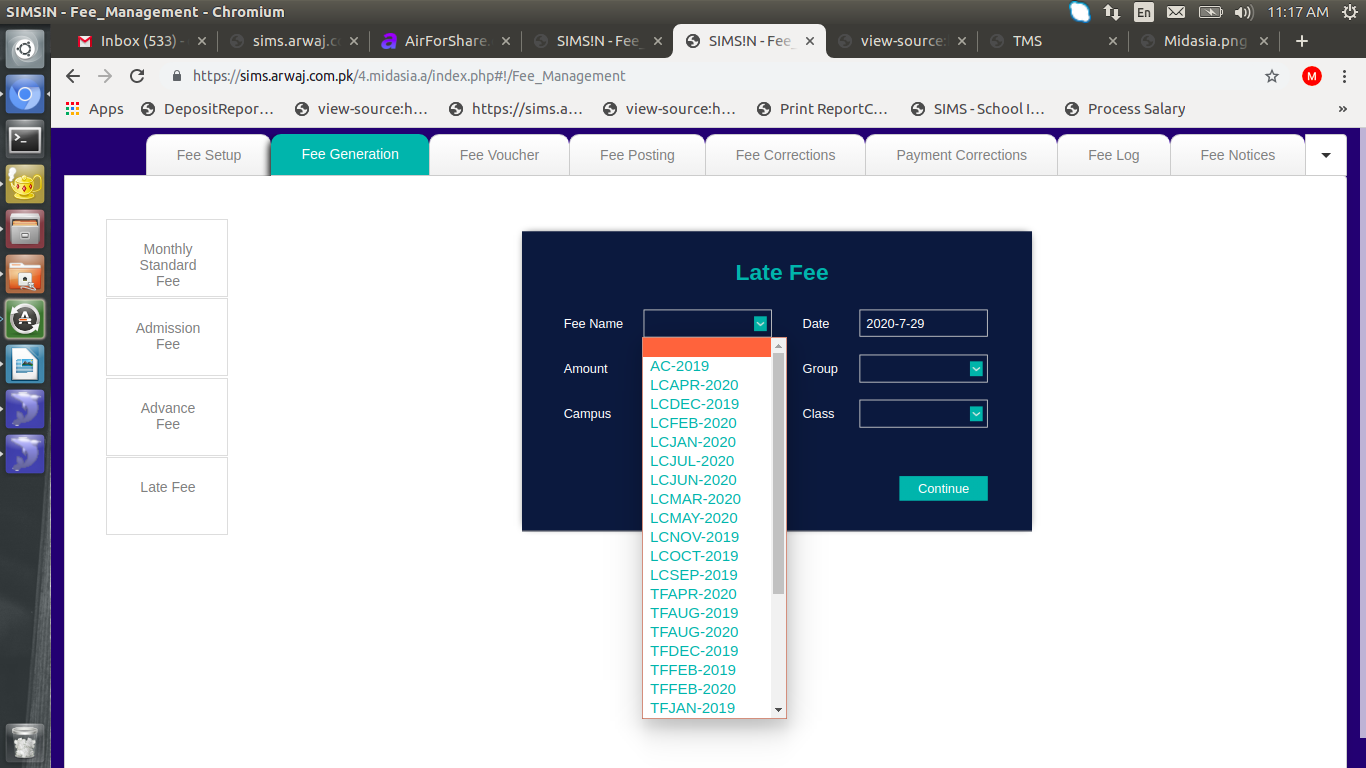 SIMSIN - Fee_Management - Chromium
En
11:17 AM
Inbox (533) -
sims.arwaj.c
AirForShare.
SIMS!N - Fee_
SIMS!N - Fee_
view-source:
TMS
Midasia.png
https://sims.arwaj.com.pk/4.midasia.a/index.php#!/Fee_Management
M
Apps
DepositRepor...
view-source:h...
https://sims.a...
view-source:h...
Print ReportC...
SIMS - School I...
Process Salary
»
Fee Setup
Fee Generation
Fee Voucher
Fee Posting
Fee Corrections
Payment Corrections
Fee Log
Fee Notices
Monthly
Standard
Fee
Admission
Fee
Advance
Fee
Late Fee
Late Fee
Fee Name
Date
2020-7-29
Amount
Group
Campus
Class
Continue
AC-2019
LCAPR-2020
LCDEC-2019
LCFEB-2020
LCJAN-2020
LCJUL-2020
LCJUN-2020
LCMAR-2020
LCMAY-2020
LCNOV-2019
LCOCT-2019
LCSEP-2019
TFAPR-2020
TFAUG-2019
TFAUG-2020
TFDEC-2019
TFFEB-2019
TFFEB-2020
TFJAN-2019